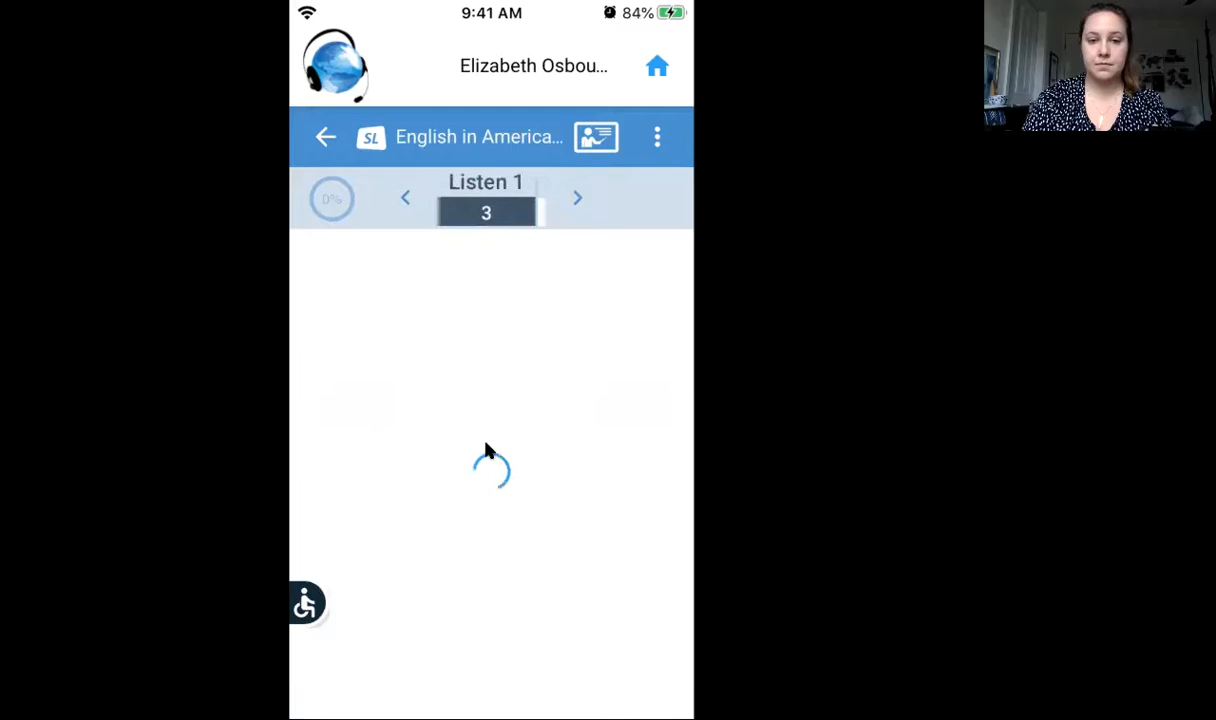 9:41 AM
84%
Elizabeth Osbou...
SL
English in America...
0%
Listen 1
3